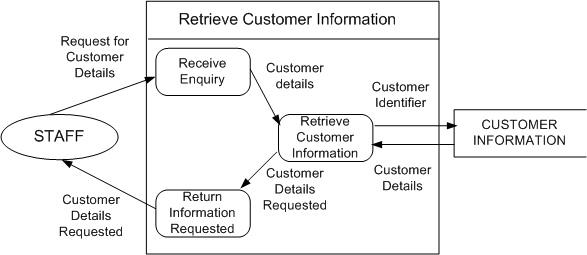 Retrieve Customer Information
Request for
Customer
Details
Receive
Enquiry
Customer
details
Customer
Identifier
STAFF
Retrieve
Customer
Information
CUSTOMER
INFORMATION
Customer
Details
Customer
Details
Requested
Customer
Details
Requested
Return
Information
Requested